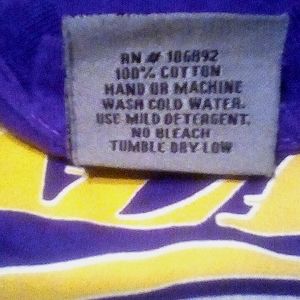 RN # 106892
100% COTTON
HAND OR MACHINE
WASH COLD WATER.
USE MILD DETERGENT.
NO BLEACH
TUMBLE DRY LOW